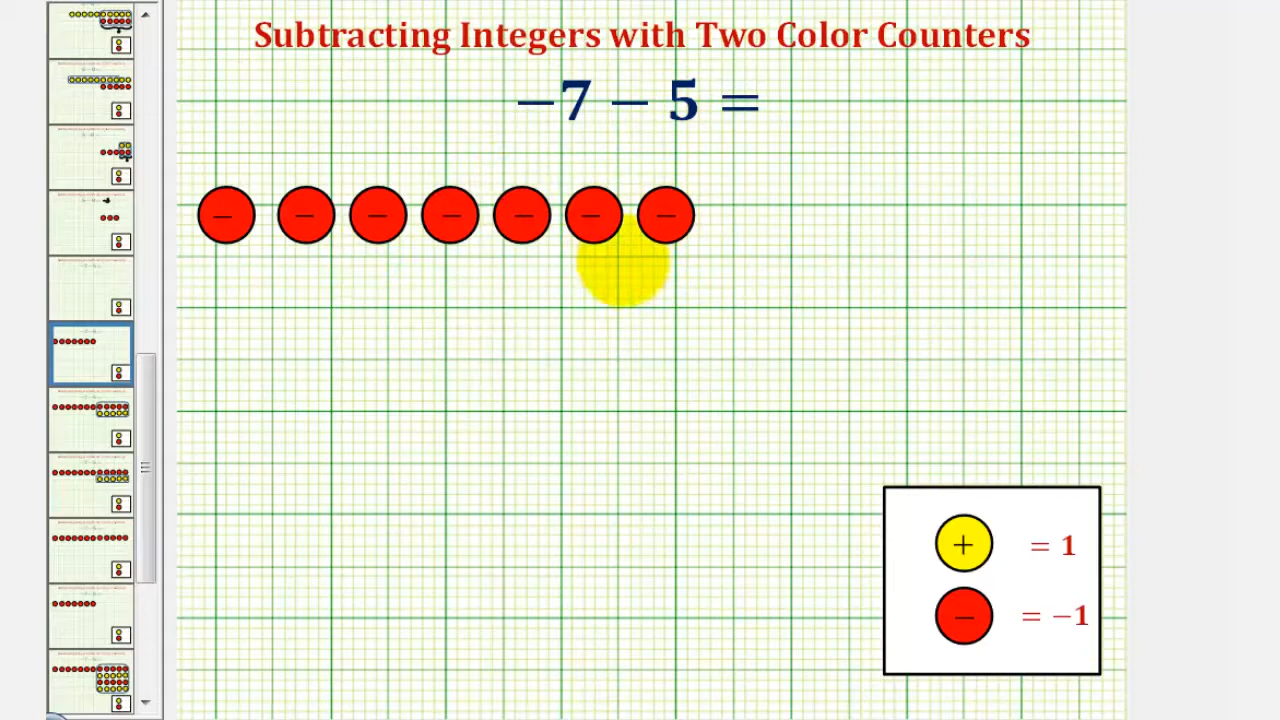 Subtracting Integers with Two Color Counters
−7 − 5 =
− − − − − − −
+ = 1
− = −1